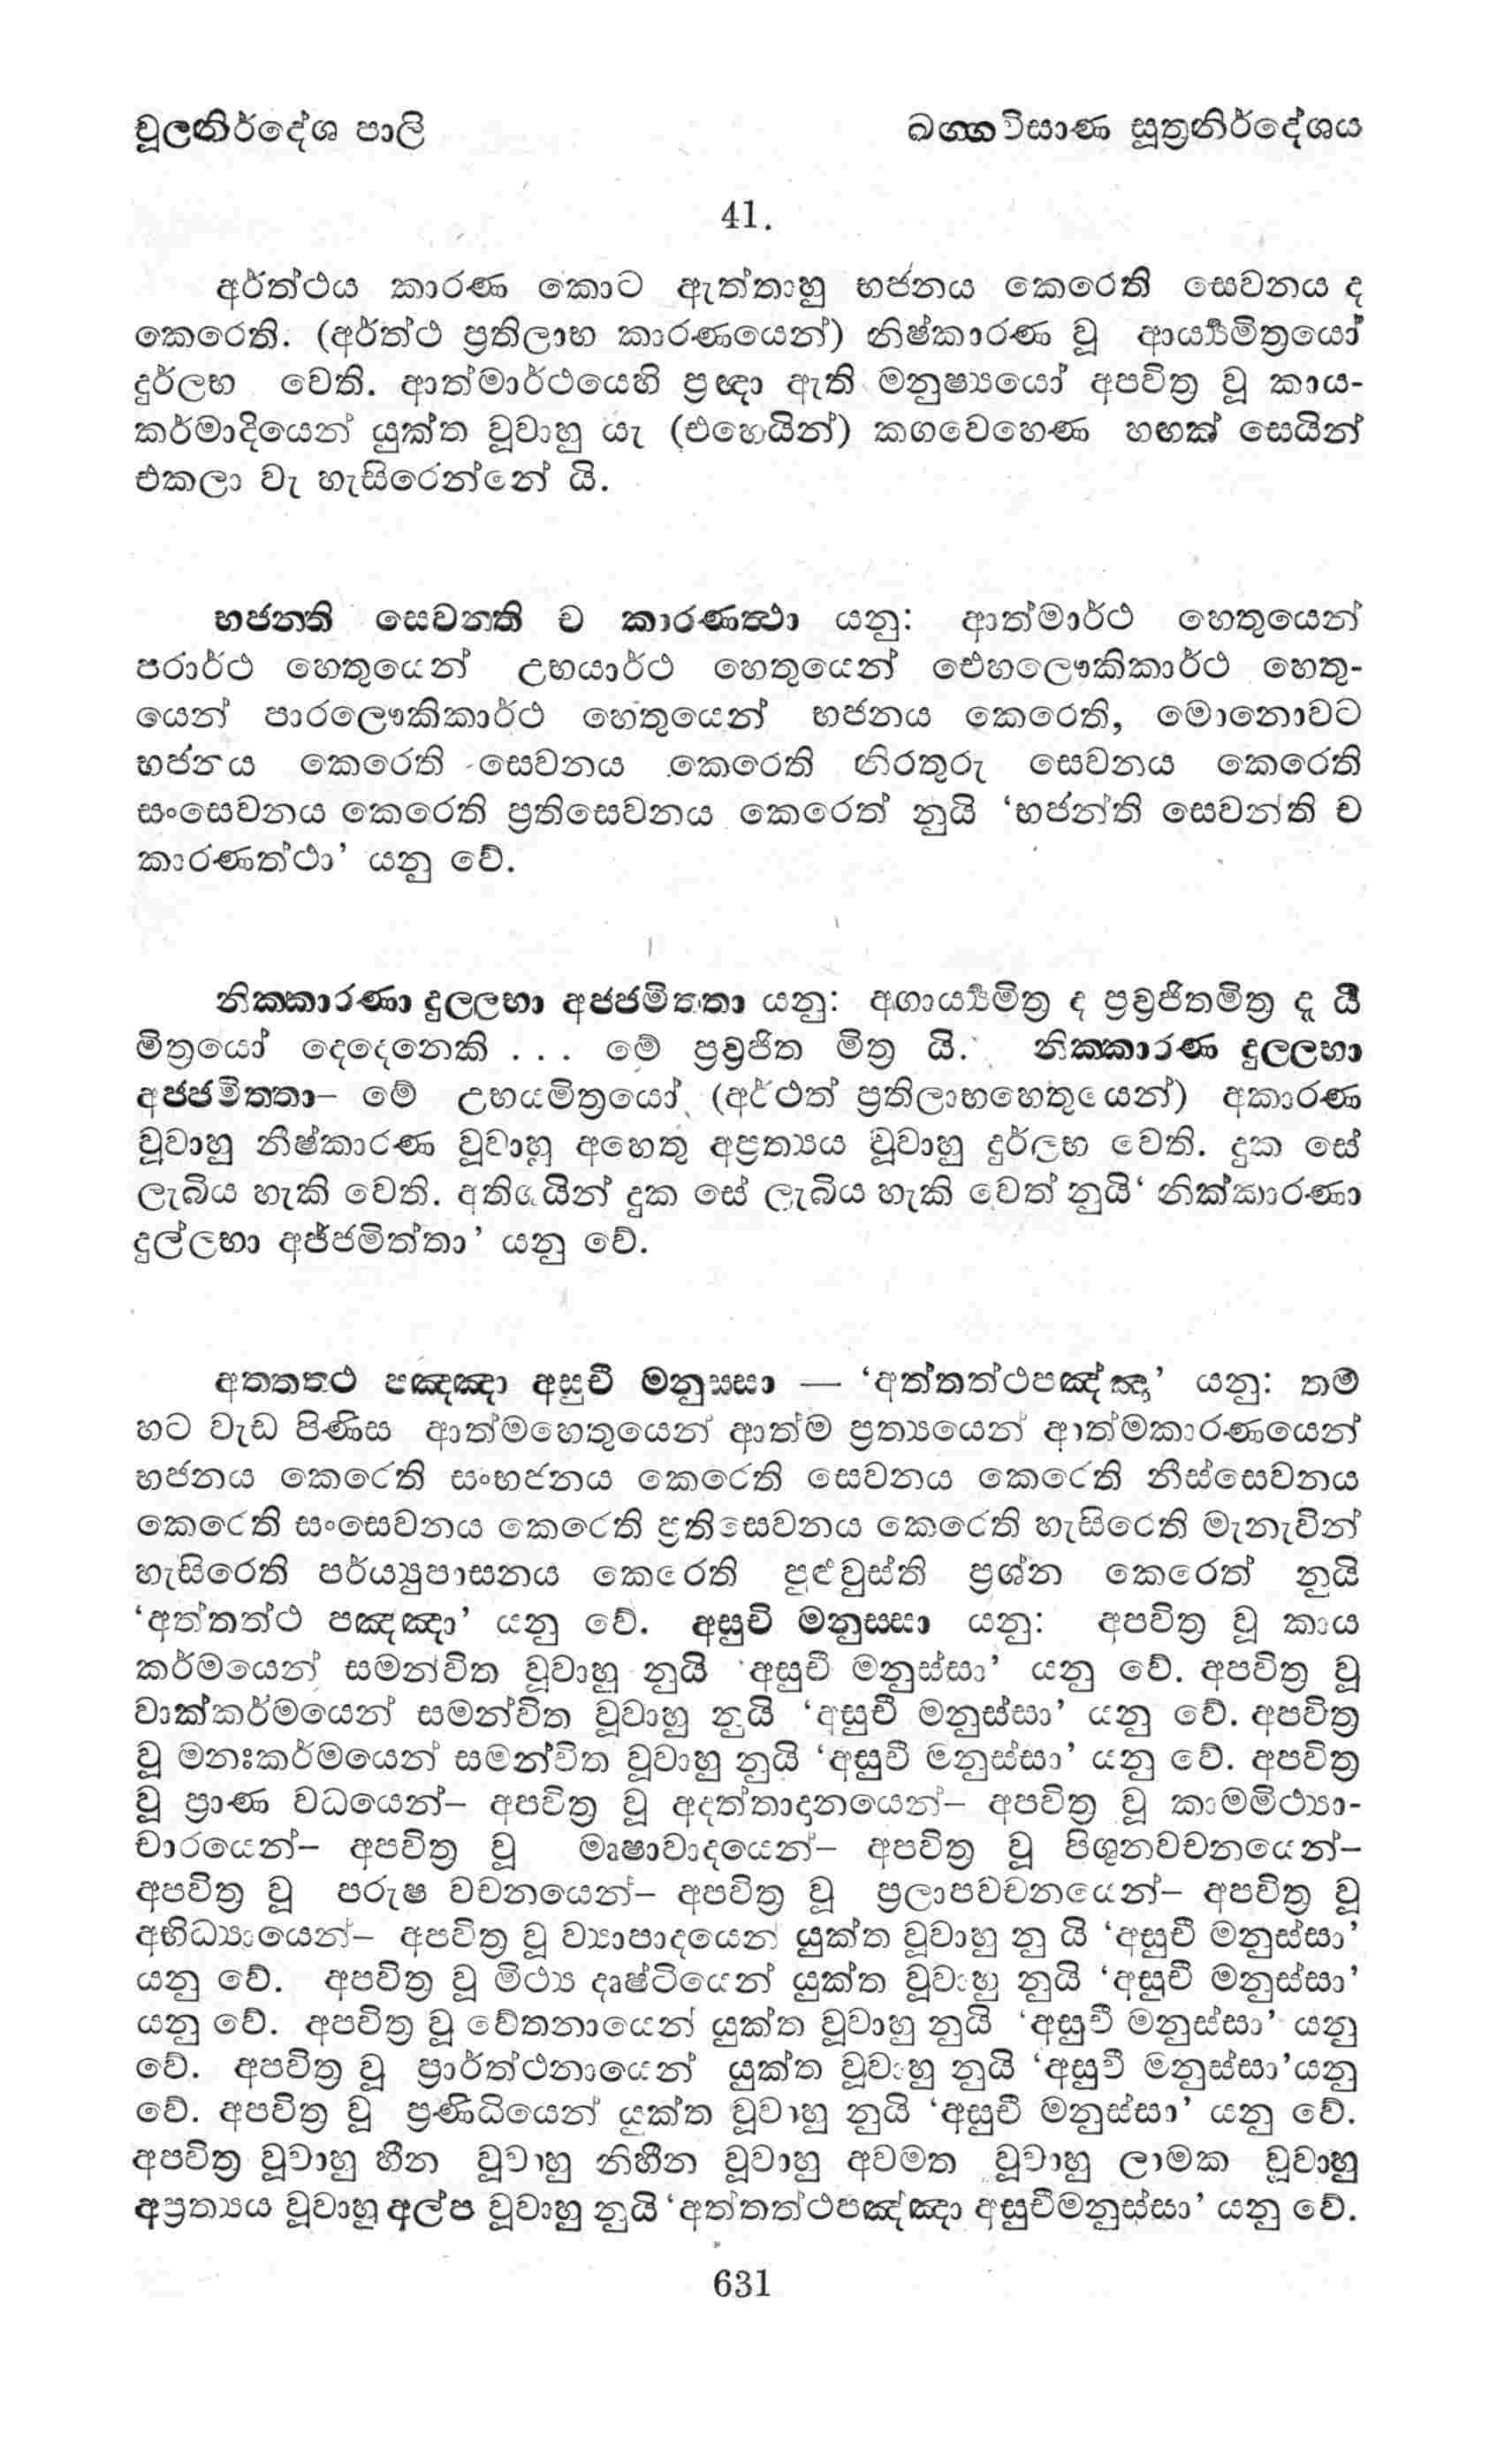 චූලනිර්දේශ පාලි
ඛග්ගවිසාණ සූත්‍රනිර්දේශය
41.
අර්ත්ථය කාරණ කොට ඇත්තාහු භජනය කෙරෙති සෙවනය ද
කෙරෙති. (අර්ත්ථ ප්‍රතිලාභ කාරණයෙන්) නිෂ්කාරණ වූ ආර්‍ය්‍යමිත්‍රයෝ
දුර්ලභ වෙති. ආත්මාර්ථයෙහි ප්‍රඥා ඇති මනුෂ්‍යයෝ අපවිත්‍ර වූ කාය-
කර්මාදියෙන් යුක්ත වූවාහු යැ (එහෙයින්) කගවෙහෙණ හඟක් සෙයින්
එකලා වැ හැසිරෙන්නේ යි.
භජන්ති සෙවන්ති ච කාරණත්‍ථා යනු: ආත්මාර්ථ හෙතුයෙන්
පරාර්ථ හෙතුයෙන් උභයාර්ථ හෙතුයෙන් ඓහලෞකිකාර්ථ හෙතු-
යෙන් පාරලෞකිකාර්ථ හෙතුයෙන් භජනය කෙරෙති, මොනොවට
භජනය කෙරෙති සෙවනය කෙරෙති නිරතුරු සෙවනය කෙරෙති
සංසෙවනය කෙරෙති ප්‍රතිසෙවනය කෙරෙත් නුයි ‘භජන්ති සෙවන්ති ච
කාරණත්ථා’ යනු වේ.
නික්කාරණා දුල්ලභා අජ්ජමිත්තා යනු: අගාර්‍ය්‍යමිත්‍ර ද ප්‍රව්‍රජිතමිත්‍ර ද යි
මිත්‍රයෝ දෙදෙනෙකි . . . මේ ප්‍රව්‍රජිත මිත්‍ර යි. නික්කාරණ දුල්ලභා
අජ්ජමිත්තා– මේ උභයමිත්‍රයෝ (අර්ථත් ප්‍රතිලාභහෙතුයෙන්) අකාරණ
වූවාහු නිෂ්කාරණ වූවාහු අහෙතු අප්‍රත්‍යය වූවාහු දුර්ලභ වෙති. දුක සේ
ලැබිය හැකි වෙති. අතිශයින් දුක සේ ලැබිය හැකි වෙත් නුයි‘ නික්කාරණා
දුල්ලභා අජ්ජමිත්තා’ යනු වේ.
අත්තත්ථ පඤ්ඤා අසුචී මනුස්සා — ‘අත්තත්ථපඤ්ඤා’ යනු: තම
හට වැඩ පිණිස ආත්මහෙතුයෙන් ආත්ම ප්‍රත්‍යයෙන් ආත්මකාරණයෙන්
භජනය කෙරෙති සංභජනය කෙරෙති සෙවනය කෙරෙති නිස්සෙවනය
කෙරෙති සංසෙවනය කෙරෙති ප්‍රතිසෙවනය කෙරෙති හැසිරෙති මැනැවින්
හැසිරෙති පර්ය්‍යුපාසනය කෙරෙති පුළුවුස්ති ප්‍රශ්න කෙරෙත් නුයි
‘අත්තත්ථ පඤ්ඤා’ යනු වේ. අසුචි මනුස්සා යනු: අපවිත්‍ර වූ කාය
කර්මයෙන් සමන්විත වූවාහු නුයි ‘අසුචී මනුස්සා’ යනු වේ. අපවිත්‍ර වූ
වාක්කර්මයෙන් සමන්විත වූවාහු නුයි ‘අසුචී මනුස්සා’ යනු වේ. අපවිත්‍ර
වූ මනඃකර්මයෙන් සමන්විත වූවාහු නුයි ‘අසුචී මනුස්සා’ යනු වේ. අපවිත්‍ර
වූ ප්‍රාණ වධයෙන්– අපවිත්‍ර වූ අදත්තාදානයෙන්– අපවිත්‍ර වූ කාමමිථ්‍යා-
චාරයෙන්– අපවිත්‍ර වූ මෘෂාවාදයෙන්– අපවිත්‍ර වූ පිශුනවචනයෙන්–
අපවිත්‍ර වූ පරුෂ වචනයෙන්– අපවිත්‍ර වූ ප්‍රලාපවචනයෙන්– අපවිත්‍ර වූ
අභිධ්‍යායෙන්– අපවිත්‍ර වූ ව්‍යාපාදයෙන් යුක්ත වූවාහු නු යි ‘අසුචී මනුස්සා’
යනු වේ. අපවිත්‍ර වූ මිථ්‍ය දෘෂ්ටියෙන් යුක්ත වූවාහු නුයි ‘අසුචී මනුස්සා’
යනු වේ. අපවිත්‍ර වූ චේතනායෙන් යුක්ත වූවාහු නුයි ‘අසුචී මනුස්සා’ යනු
වේ. අපවිත්‍ර වූ ප්‍රාර්ත්ථනායෙන් යුක්ත වූවාහු නුයි ‘අසුචී මනුස්සා’යනු
වේ. අපවිත්‍ර වූ ප්‍රණිධියෙන් යුක්ත වූවාහු නුයි ‘අසුචී මනුස්සා’ යනු වේ.
අපවිත්‍ර වූවාහු හීන වූවාහු නිහීන වූවාහු අවමත වූවාහු ලාමක වූවාහු
අප්‍රත්‍යය වූවාහු අල්ප වූවාහු නුයි ‘අත්තත්ථපඤ්ඤා අසුචීමනුස්සා’ යනු වේ.
631